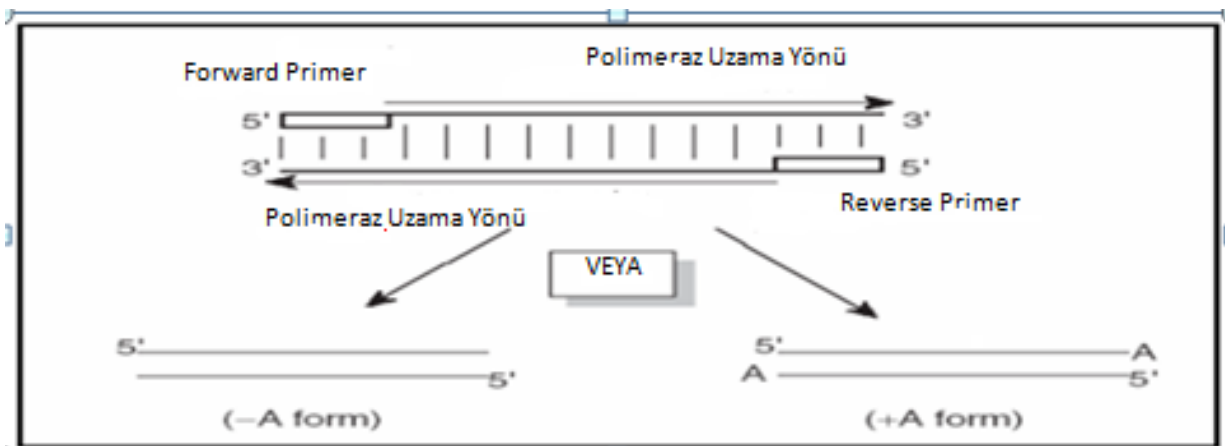 Polimeraz Uzama Yönü
Forward Primer
5' 3'
3' 5'
Reverse Primer
Polimeraz Uzama Yönü
VEYA
5' 5' A
5' A 5'
(−A form) (+A form)